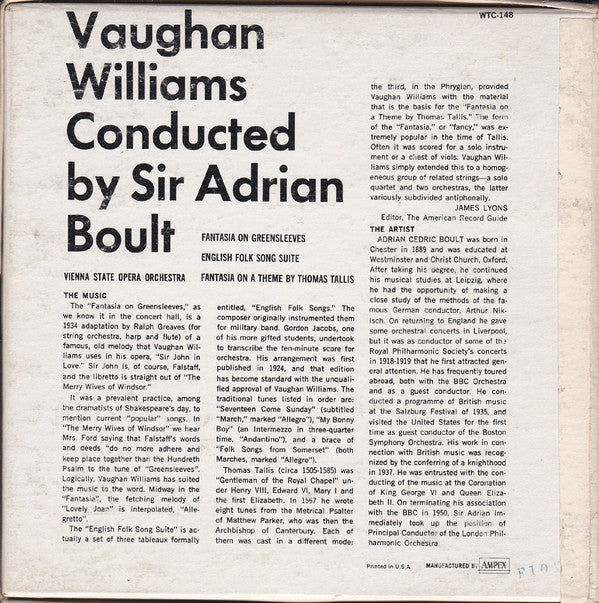 WTC-148
Vaughan
Williams
Conducted
by Sir Adrian
Boult
FANTASIA ON GREENSLEEVES
ENGLISH FOLK SONG SUITE
VIENNA STATE OPERA ORCHESTRA FANTASIA ON A THEME BY THOMAS TALLIS
THE MUSIC
The "Fantasia on Greensleeves," as
we know it in the concert hall, is a
1934 adaptation by Ralph Greaves (for
string orchestra, harp and flute) of a
famous, old melody that Vaughan Wil-
liams uses in his opera, "Sir John in
Love." Sir John is, of course, Falstaff,
and the libretto is straight out of "The
Merry Wives of Windsor."
It was a prevalent practice, among
the dramatists of Shakespeare's day, to
mention current "popular" songs. In
"The Merry Wives of Windsor" we hear
Mrs. Ford saying that Falstaff's words
and deeds "do no more adhere and
keep place together than the Hundreth
Psalm to the tune of "Greensleeves".
Logically, Vaughan Williams has suited
the music to the word. Midway in the
"Fantasia", the fetching melody of
"Lovely Joan" is interpolated, "Alle-
gretto".
The "English Folk Song Suite" is ac-
tually a set of three tableaux formally
entitled, "English Folk Songs." The
composer originally instrumented them
for military band. Gordon Jacobs, one
of his more gifted students, undertook
to transcribe the ten-minute score for
orchestra. His arrangement was first
published in 1924, and that edition
has become standard with the unquali-
fied approval of Vaughan Williams. The
traditional tunes listed in order are:
"Seventeen Come Sunday" (subtitled
"March," marked "Allegro"), "My Bonny
Boy" (an Intermezzo in three-quarter
time, "Andantino"), and a brace of
"Folk Songs from Somerset" (both
Marches, marked "Allegro").
Thomas Tallis (circa 1505-1585) was
"Gentleman of the Royal Chapel" un-
der Henry VIII, Edward VI, Mary I and
the first Elizabeth. In 1567 he wrote
eight tunes from the Metrical Psalter
of Matthew Parker, who was then the
Archbishop of Canterbury. Each of
them was cast in a different mode;
the third, in the Phrygian, provided
Vaughan Williams with the material
that is the basis for the "Fantasia on
a Theme by Thomas Tallis." The form
of the "Fantasia," or "fancy," was ex-
tremely popular in the time of Tallis.
Often it was scored for a solo instru-
ment or a chest of viols. Vaughan Wil-
liams simply extended this to a homog-
eneous group of related strings—a solo
quartet and two orchestras, the latter
variously subdivided antiphonally.
JAMES LYONS
Editor, The American Record Guide
THE ARTIST
ADRIAN CEDRIC BOULT was born in
Chester in 1889 and was educated at
Westminster and Christ Church, Oxford.
After taking his degree, he continued
his musical studies at Leipzig, where
he had the opportunity of making a
close study of the methods of the fa-
mous German conductor, Arthur Nik-
isch. On returning to England he gave
some orchestral concerts in Liverpool,
but it was as conductor of some of the
Royal Philharmonic Society's concerts
in 1918-1919 that he first attracted gen-
eral attention. He has frequently toured
abroad, both with the BBC Orchestra
and as a guest conductor. He con-
ducted a programme of British music
at the Salzburg Festival of 1935, and
visited the United States for the first
time as guest conductor of the Boston
Symphony Orchestra. His work in con-
nection with British music was recog-
nized by the conferring of a knighthood
in 1937. He was entrusted with the con-
ducting of the music at the Coronation
of King George VI and Queen Eliza-
beth II. On terminating his association
with the BBC in 1950, Sir Adrian im-
mediately took up the position of
Principal Conductor of the London Phil-
harmonic Orchestra.
Printed in U.S.A. MANUFACTURED BY AMPEX